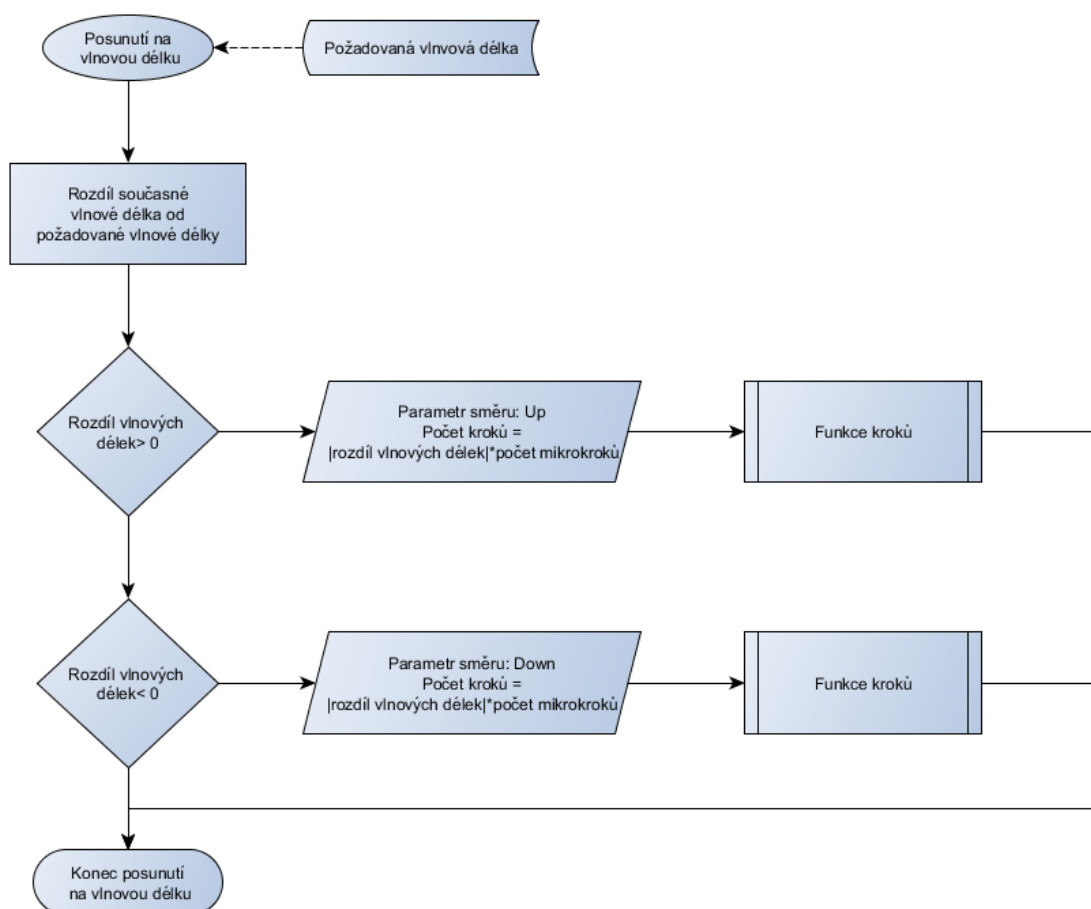 Posunutí na
vlnovou délku
Požadovaná vlnvová délka
Rozdíl současné
vlnové délka od
požadované vlnové délky
Rozdíl vlnových
délek> 0
Parametr směru: Up
Počet kroků =
|rozdíl vlnových délek|*počet mikrokroků
Funkce kroků
Rozdíl vlnových
délek< 0
Parametr směru: Down
Počet kroků =
|rozdíl vlnových délek|*počet mikrokroků
Funkce kroků
Konec posunutí
na vlnovou délku